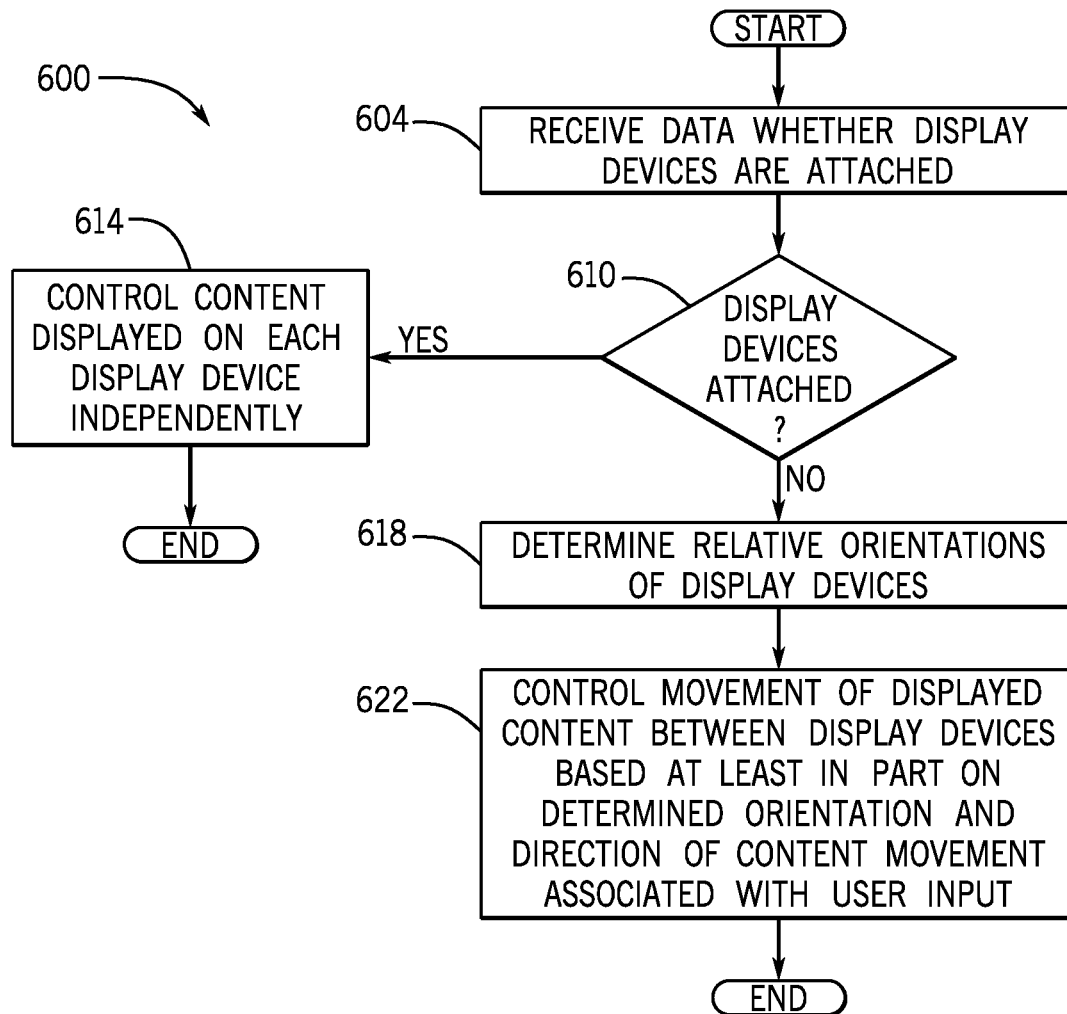 START
600
604
RECEIVE DATA WHETHER DISPLAY
DEVICES ARE ATTACHED
614
CONTROL CONTENT
DISPLAYED ON EACH
DISPLAY DEVICE
INDEPENDENTLY
YES
610
DISPLAY
DEVICES
ATTACHED
?
NO
END
618
DETERMINE RELATIVE ORIENTATIONS
OF DISPLAY DEVICES
622
CONTROL MOVEMENT OF DISPLAYED
CONTENT BETWEEN DISPLAY DEVICES
BASED AT LEAST IN PART ON
DETERMINED ORIENTATION AND
DIRECTION OF CONTENT MOVEMENT
ASSOCIATED WITH USER INPUT
END